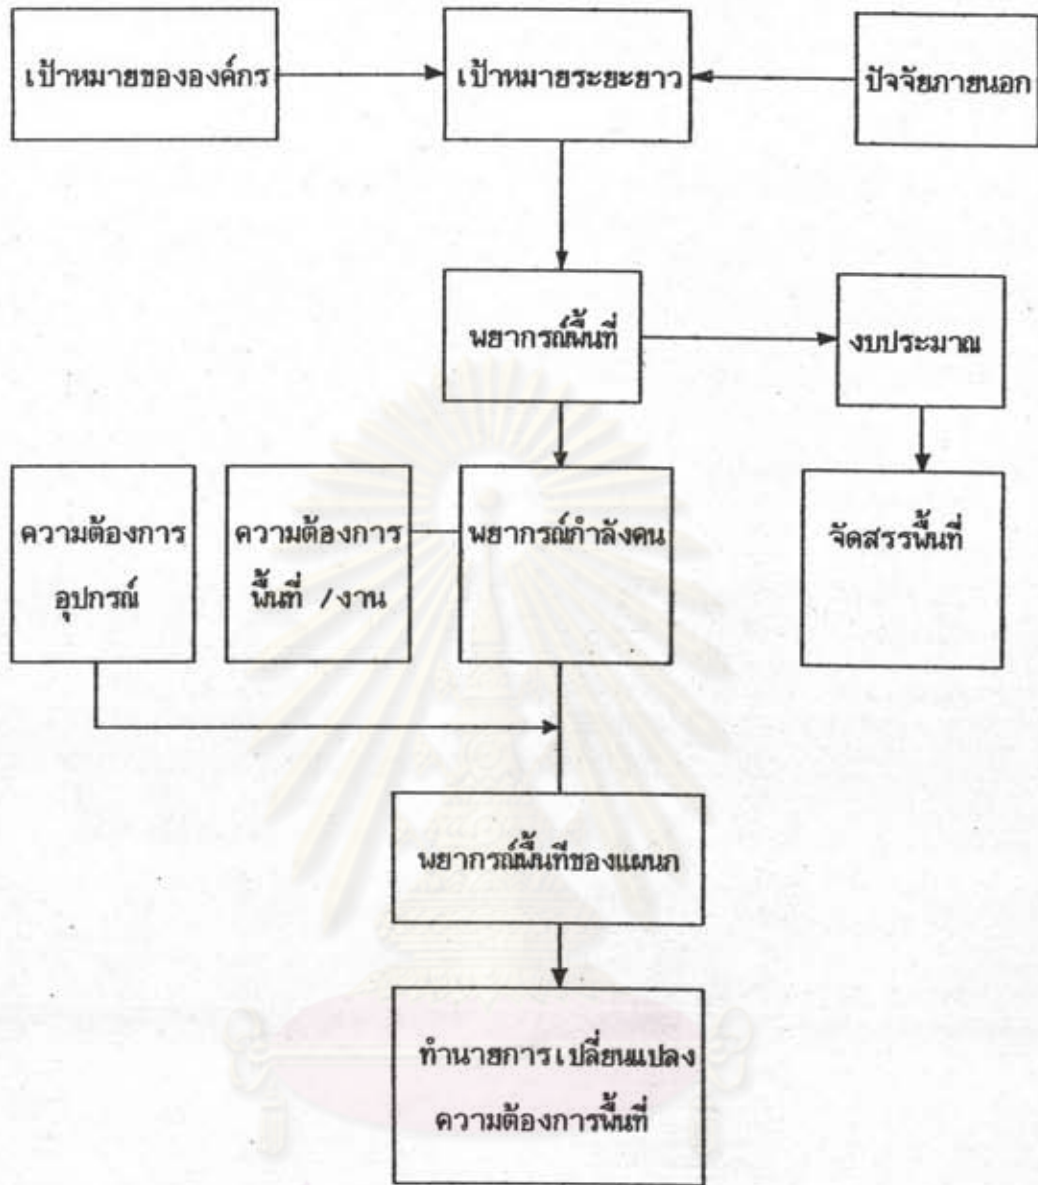 เป้าหมายขององค์กร
เป้าหมายระยะยาว
ปัจจัยภายนอก
พยากรณ์พื้นที่
งบประมาณ
ความต้องการ
อุปกรณ์
ความต้องการ
พื้นที่ /งาน
พยากรณ์กำลังคน
จัดสรรพื้นที่
พยากรณ์พื้นที่ของแผนก
ทำนายการเปลี่ยนแปลง
ความต้องการพื้นที่